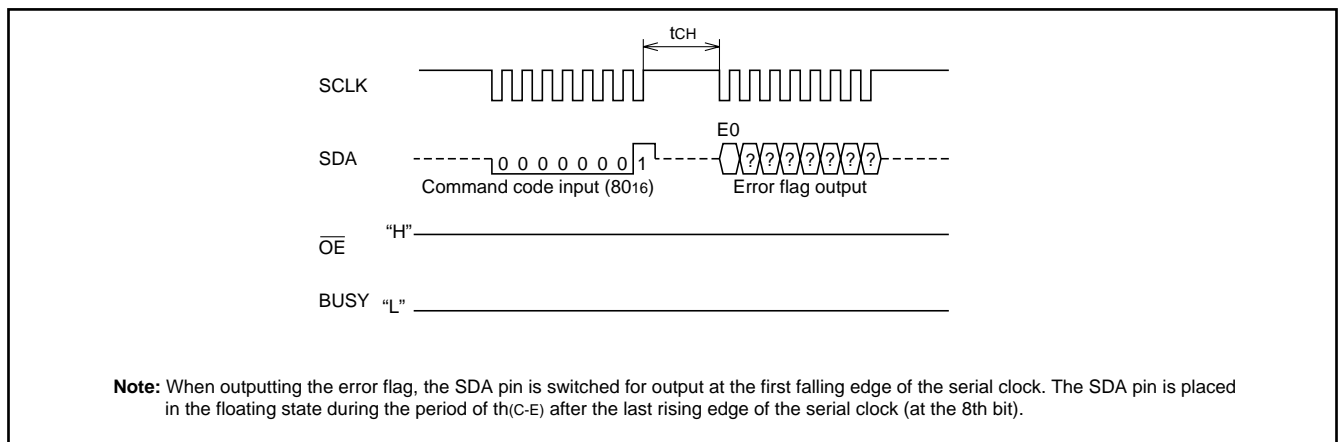 tCH
SCLK
E0
SDA
0 0 0 0 0 0 0 1
? ? ? ? ? ? ?
Command code input (8016)
Error flag output
OE
“H”
BUSY
“L”
Note: When outputting the error flag, the SDA pin is switched for output at the first falling edge of the serial clock. The SDA pin is placed
in the floating state during the period of th(C-E) after the last rising edge of the serial clock (at the 8th bit).